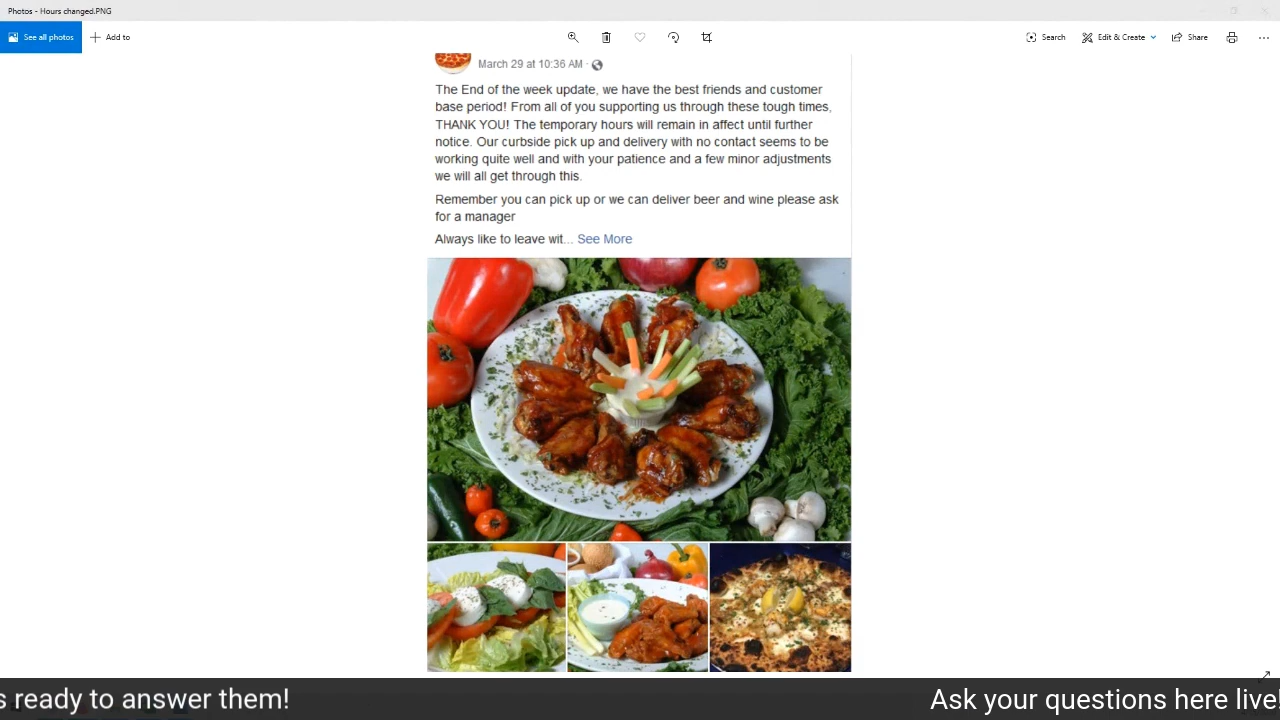 Photos - Hours changed.PNG
See all photos
Add to
Search
Edit & Create
Share
March 29 at 10:36 AM ·
The End of the week update, we have the best friends and customer
base period! From all of you supporting us through these tough times,
THANK YOU! The temporary hours will remain in affect until further
notice. Our curbside pick up and delivery with no contact seems to be
working quite well and with your patience and a few minor adjustments
we will all get through this.
Remember you can pick up or we can deliver beer and wine please ask
for a manager
Always like to leave wit... See More
s ready to answer them!
Ask your questions here live!